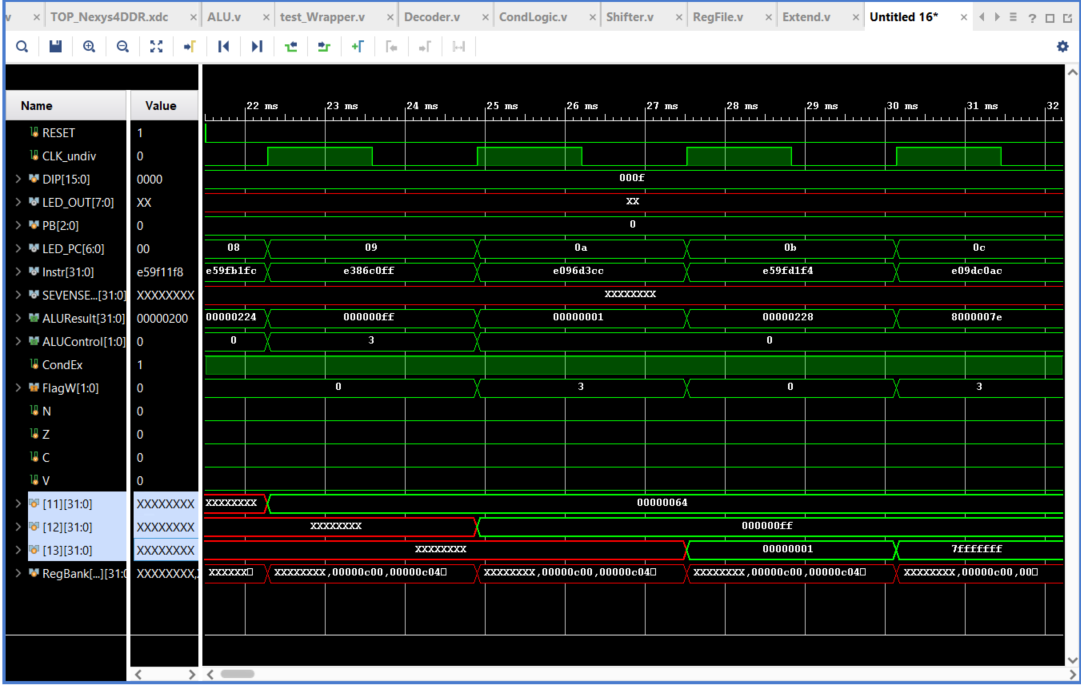 v × TOP_Nexys4DDR.xdc × ALU.v × test_Wrapper.v × Decoder.v × CondLogic.v × Shifter.v × RegFile.v × Extend.v × Untitled 16* ×
Name Value 22 ms 23 ms 24 ms 25 ms 26 ms 27 ms 28 ms 29 ms 30 ms 31 ms 32
RESET 1
CLK_undiv 0
DIP[15:0] 0000 000f
LED_OUT[7:0] XX XX
PB[2:0] 0 0
LED_PC[6:0] 00 08 09 0a 0b 0c
Instr[31:0] e59f11f8 e59fb1fc e386c0ff e096d3cc e59fd1f4 e09dc0ac
SEVENSE...[31:0] XXXXXXXX XXXXXXXX
ALUResult[31:0] 00000200 00000224 000000ff 00000001 00000228 8000007e
ALUControl[1:0] 0 0 3 0
CondEx 1
FlagW[1:0] 0 0 3 0 3
N 0
Z 0
C 0
V 0
[11][31:0] XXXXXXXX XXXXXXXX 00000064
[12][31:0] XXXXXXXX XXXXXXXX 000000ff
[13][31:0] XXXXXXXX XXXXXXXX 00000001 7fffffff
RegBank[...][31:0 XXXXXXXX, XXXXXX XXXXXXXX,00000c00,00000c04 XXXXXXXX,00000c00,00000c04 XXXXXXXX,00000c00,00000c04 XXXXXXXX,00000c00,00